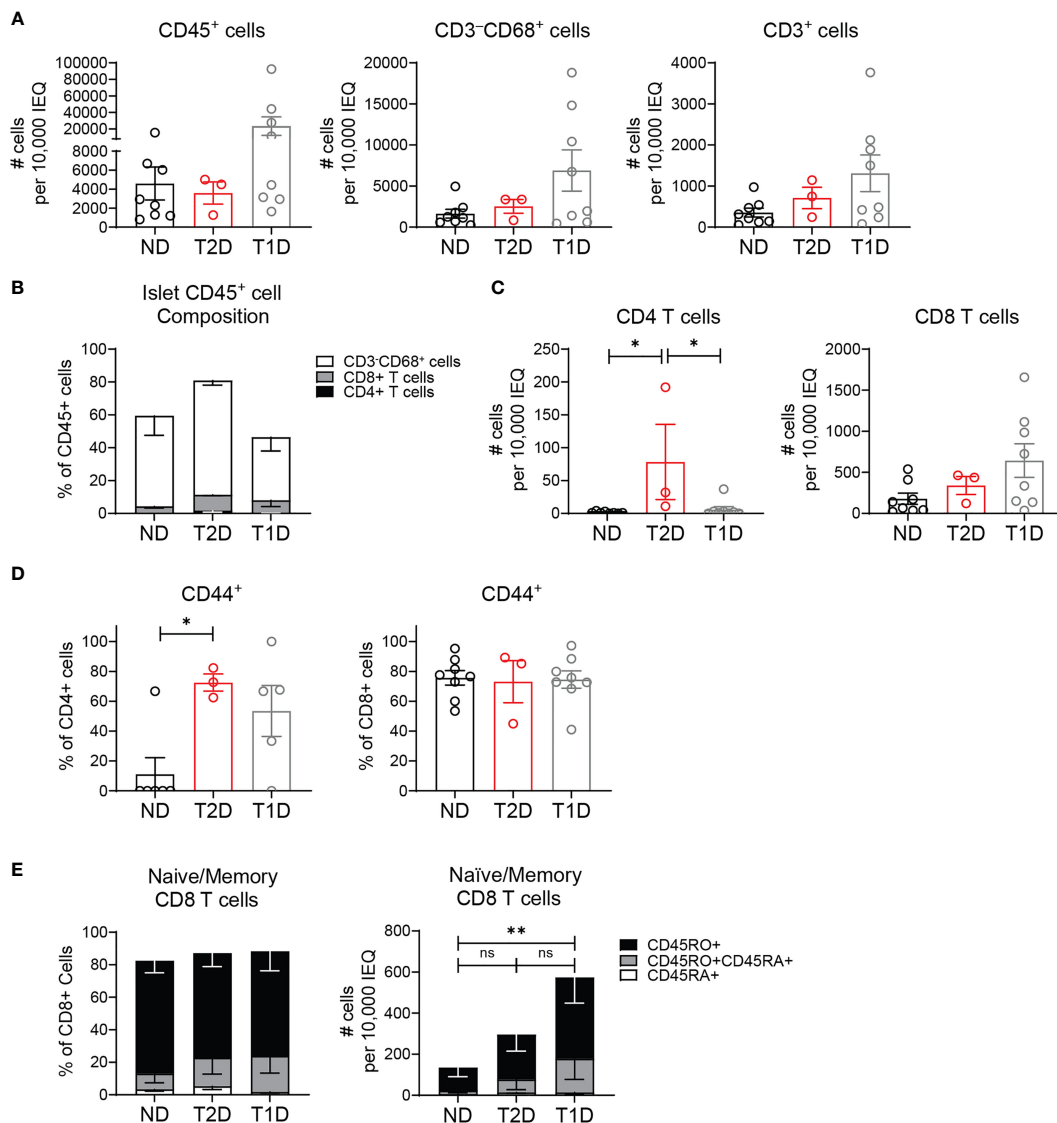 A
CD45⁺ cells
# cells
per 10,000 IEQ
100000
80000
60000
40000
20000
8000
6000
4000
2000
0
ND T2D T1D
CD3⁻CD68⁺ cells
# cells
per 10,000 IEQ
20000
15000
10000
5000
0
ND T2D T1D
CD3⁺ cells
# cells
per 10,000 IEQ
4000
3000
2000
1000
0
ND T2D T1D
B
Islet CD45⁺ cell
Composition
% of CD45+ cells
100
80
60
40
20
0
ND T2D T1D
CD3⁻CD68⁺ cells
CD8+ T cells
CD4+ T cells
C
CD4 T cells
# cells
per 10,000 IEQ
250
200
150
100
50
0
* *
ND T2D T1D
CD8 T cells
# cells
per 10,000 IEQ
2000
1500
1000
500
0
ND T2D T1D
D
CD44⁺
% of CD4+ cells
100
80
60
40
20
0
*
ND T2D T1D
CD44⁺
% of CD8+ cells
100
80
60
40
20
0
ND T2D T1D
E
Naive/Memory
CD8 T cells
% of CD8+ Cells
100
80
60
40
20
0
ND T2D T1D
Naïve/Memory
CD8 T cells
# cells
per 10,000 IEQ
800
600
400
200
0
**
ns ns
ND T2D T1D
CD45RO+
CD45RO+CD45RA+
CD45RA+